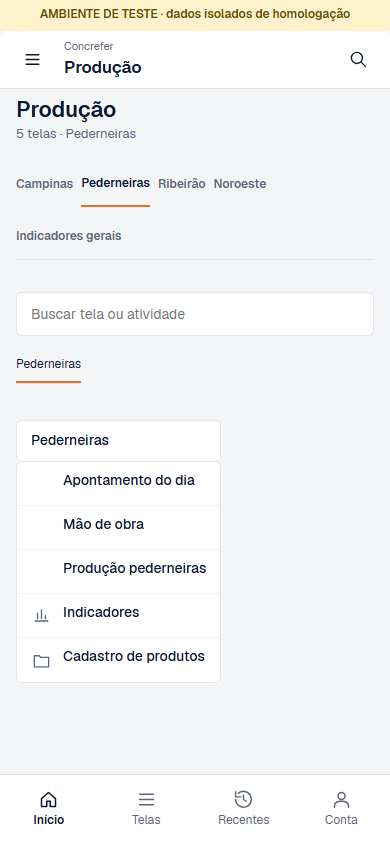 AMBIENTE DE TESTE · dados isolados de homologação
Concrefer
Produção
Produção
5 telas · Pederneiras
Campinas Pederneiras Ribeirão Noroeste
Indicadores gerais
Buscar tela ou atividade
Pederneiras
Pederneiras
Apontamento do dia
Mão de obra
Produção pederneiras
Indicadores
Cadastro de produtos
Início Telas Recentes Conta